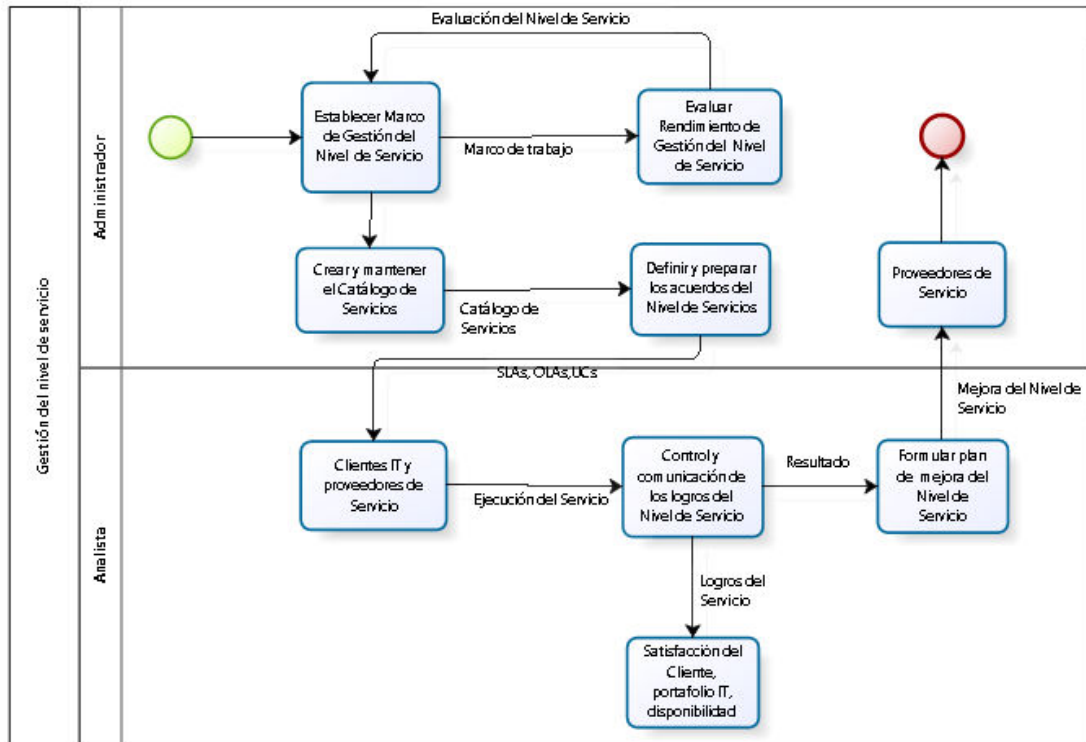 Gestión del nivel de servicio
Administrador
Evaluación del Nivel de Servicio
Establecer Marco
de Gestión del
Nivel de Servicio
Marco de trabajo
Evaluar
Rendimiento de
Gestión del Nivel
de Servicio
Crear y mantener
el Catálogo de
Servicios
Catálogo de
Servicios
Definir y preparar
los acuerdos del
Nivel de Servicios
Proveedores de
Servicio
SLAs, OLAs,UCs
Analista
Mejora del Nivel de
Servicio
Clientes IT y
proveedores de
Servicio
Ejecución del Servicio
Control y
comunicación de
los logros del
Nivel de Servicio
Resultado
Formular plan
de mejora del
Nivel de
Servicio
Logros del
Servicio
Satisfacción del
Cliente,
portafolio IT,
disponibilidad